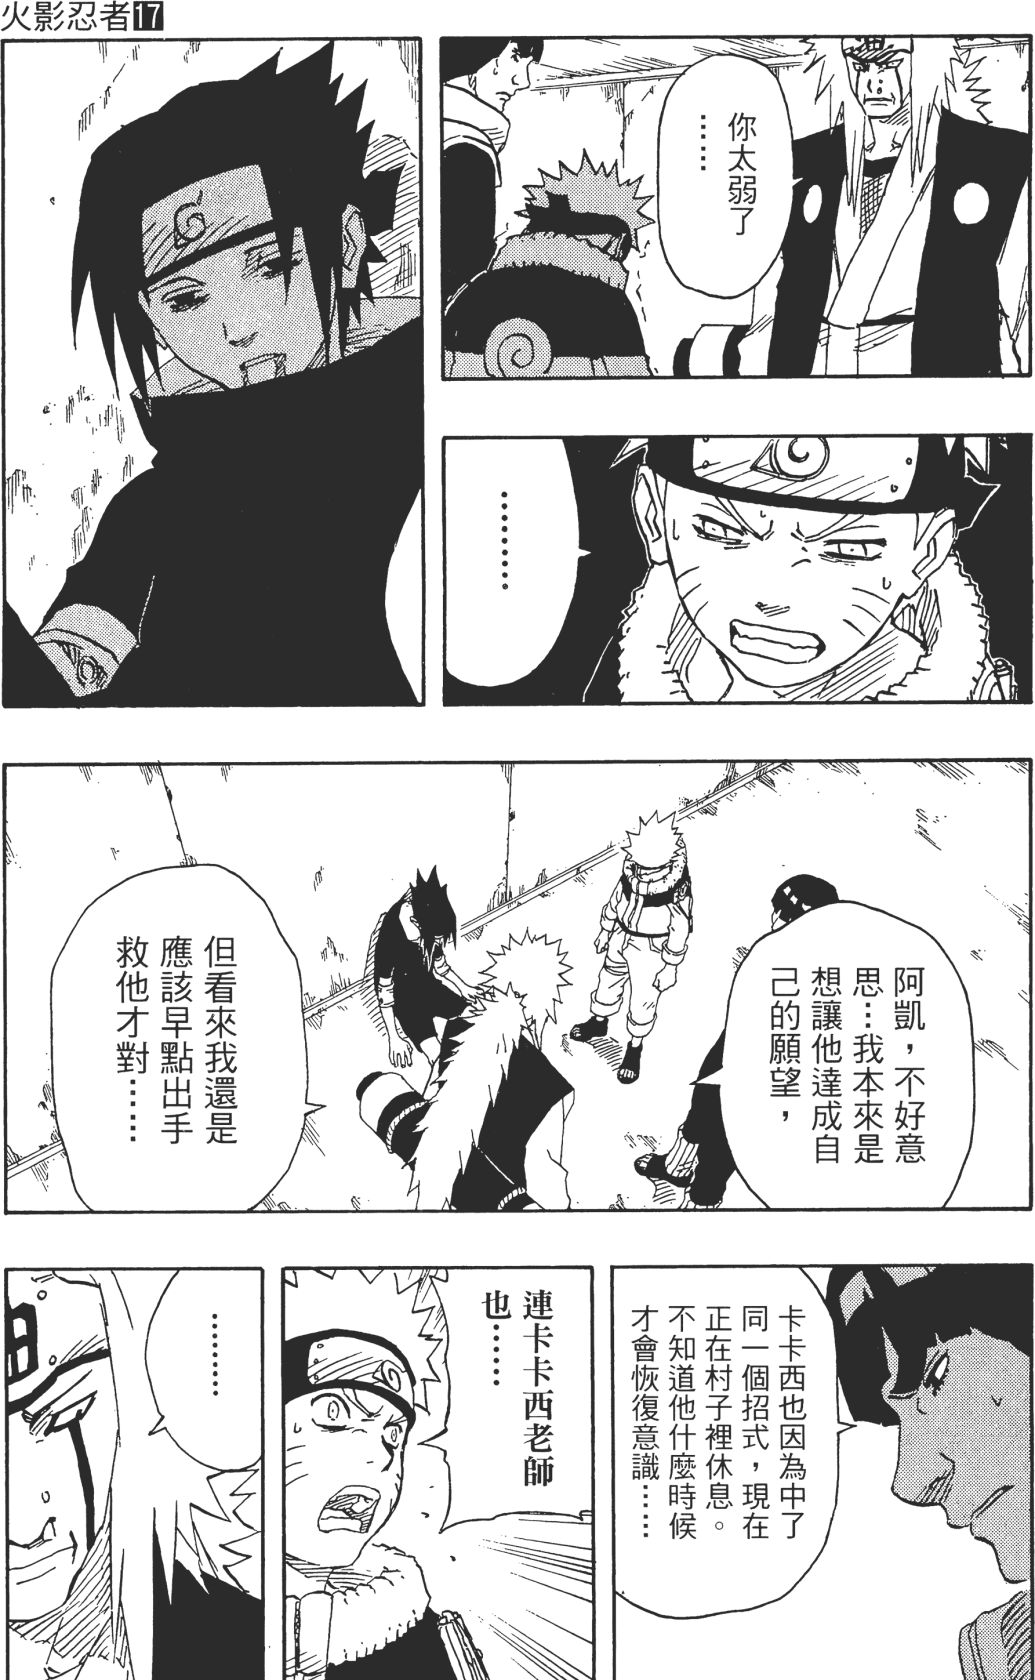 火影忍者17
你太弱了
……
………
阿凱，不好意
思…我本來是
想讓他達成自
己的願望，
但看來我還是
應該早點出手
救他才對……
卡卡西也因為中了
同一個招式，現在
正在村子裡休息。
不知道他什麼時候
才會恢復意識……
連卡卡西老師
也……
………
油